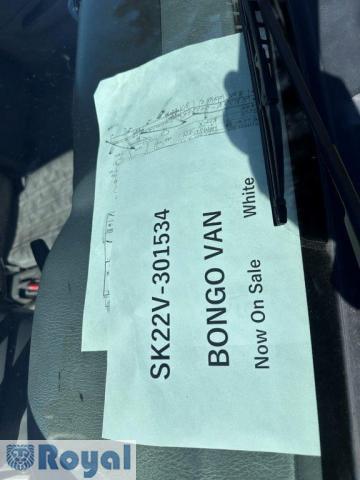 SK22V-301534
BONGO VAN
Now On Sale White
Royal